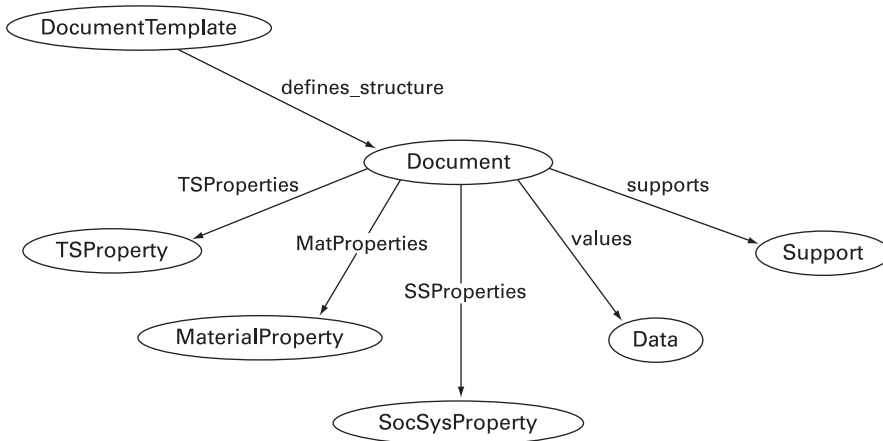 DocumentTemplate
defines_structure
Document
TSProperties
supports
TSProperty
MatProperties
values
Support
SSProperties
MaterialProperty
Data
SocSysProperty